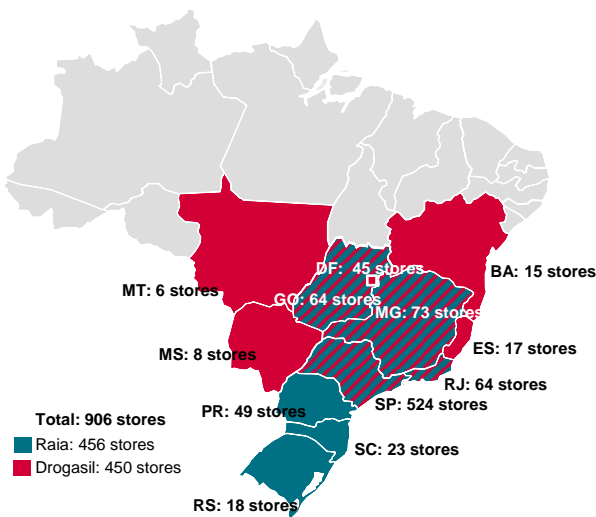 DF: 45 stores
BA: 15 stores
MT: 6 stores
GO: 64 stores
MG: 73 stores
ES: 17 stores
MS: 8 stores
RJ: 64 stores
SP: 524 stores
PR: 49 stores
Total: 906 stores
Raia: 456 stores
SC: 23 stores
Drogasil: 450 stores
RS: 18 stores